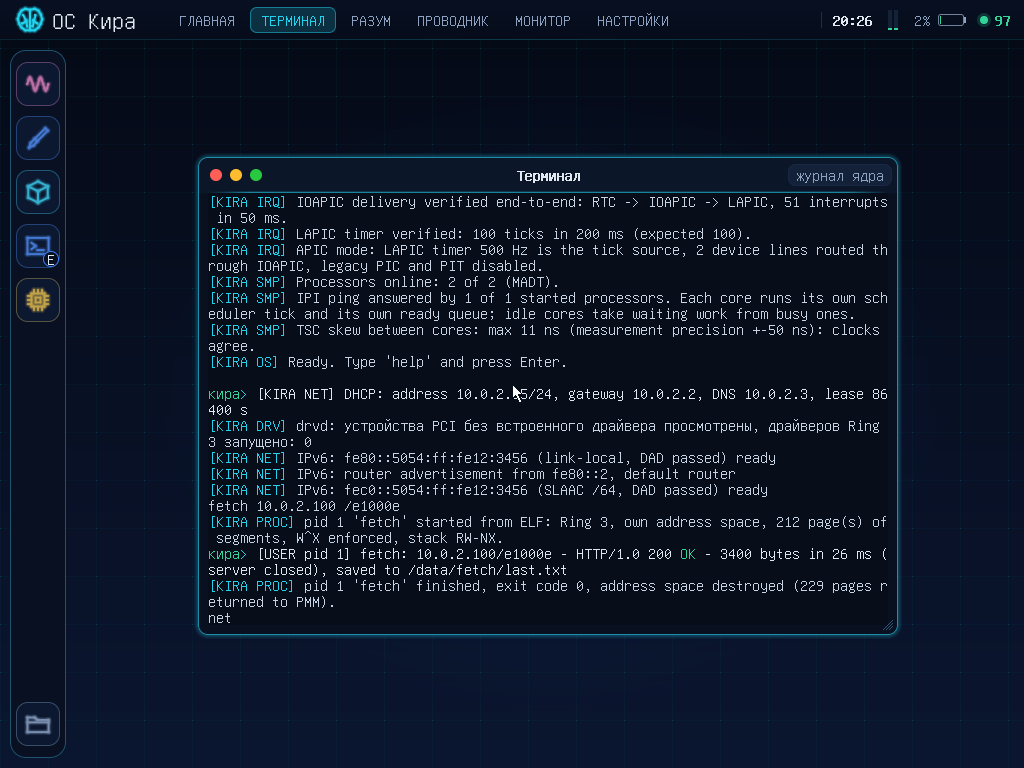 ОС Кира
ГЛАВНАЯ
ТЕРМИНАЛ
РАЗУМ
ПРОВОДНИК
МОНИТОР
НАСТРОЙКИ
20:26
2%
97
E
Терминал
журнал ядра
[KIRA IRQ] IOAPIC delivery verified end-to-end: RTC -> IOAPIC -> LAPIC, 51 interrupts
in 50 ms.
[KIRA IRQ] LAPIC timer verified: 100 ticks in 200 ms (expected 100).
[KIRA IRQ] APIC mode: LAPIC timer 500 Hz is the tick source, 2 device lines routed th
rough IOAPIC, legacy PIC and PIT disabled.
[KIRA SMP] Processors online: 2 of 2 (MADT).
[KIRA SMP] IPI ping answered by 1 of 1 started processors. Each core runs its own sch
eduler tick and its own ready queue; idle cores take waiting work from busy ones.
[KIRA SMP] TSC skew between cores: max 11 ns (measurement precision +-50 ns): clocks
agree.
[KIRA OS] Ready. Type 'help' and press Enter.
кира> [KIRA NET] DHCP: address 10.0.2. 5/24, gateway 10.0.2.2, DNS 10.0.2.3, lease 86
400 s
[KIRA DRV] drvd: устройства PCI без встроенного драйвера просмотрены, драйверов Ring
3 запущено: 0
[KIRA NET] IPv6: fe80::5054:ff:fe12:3456 (link-local, DAD passed) ready
[KIRA NET] IPv6: router advertisement from fe80::2, default router
[KIRA NET] IPv6: fec0::5054:ff:fe12:3456 (SLAAC /64, DAD passed) ready
fetch 10.0.2.100 /e1000e
[KIRA PROC] pid 1 'fetch' started from ELF: Ring 3, own address space, 212 page(s) of
segments, W^X enforced, stack RW-NX.
кира> [USER pid 1] fetch: 10.0.2.100/e1000e - HTTP/1.0 200 OK - 3400 bytes in 26 ms (
server closed), saved to /data/fetch/last.txt
[KIRA PROC] pid 1 'fetch' finished, exit code 0, address space destroyed (229 pages r
eturned to PMM).
net